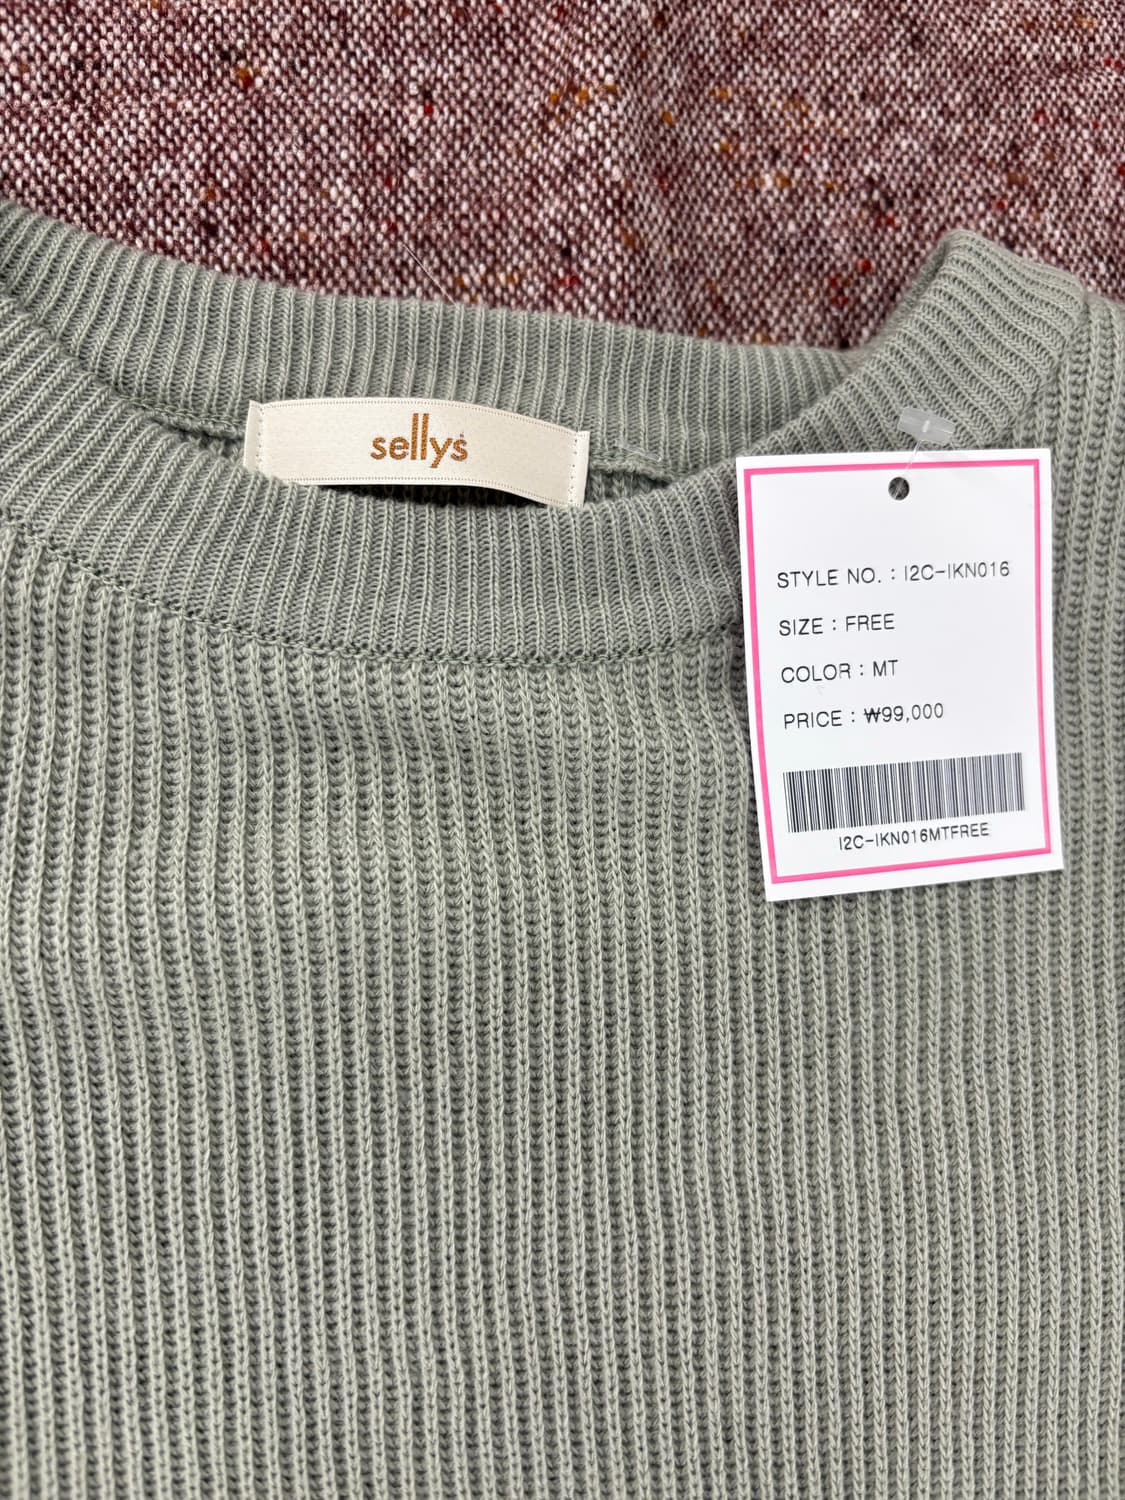 sellys
STYLE NO. : I2C-IKN016
SIZE : FREE
COLOR : MT
PRICE : ₩99,000
I2C-IKN016MTFREE